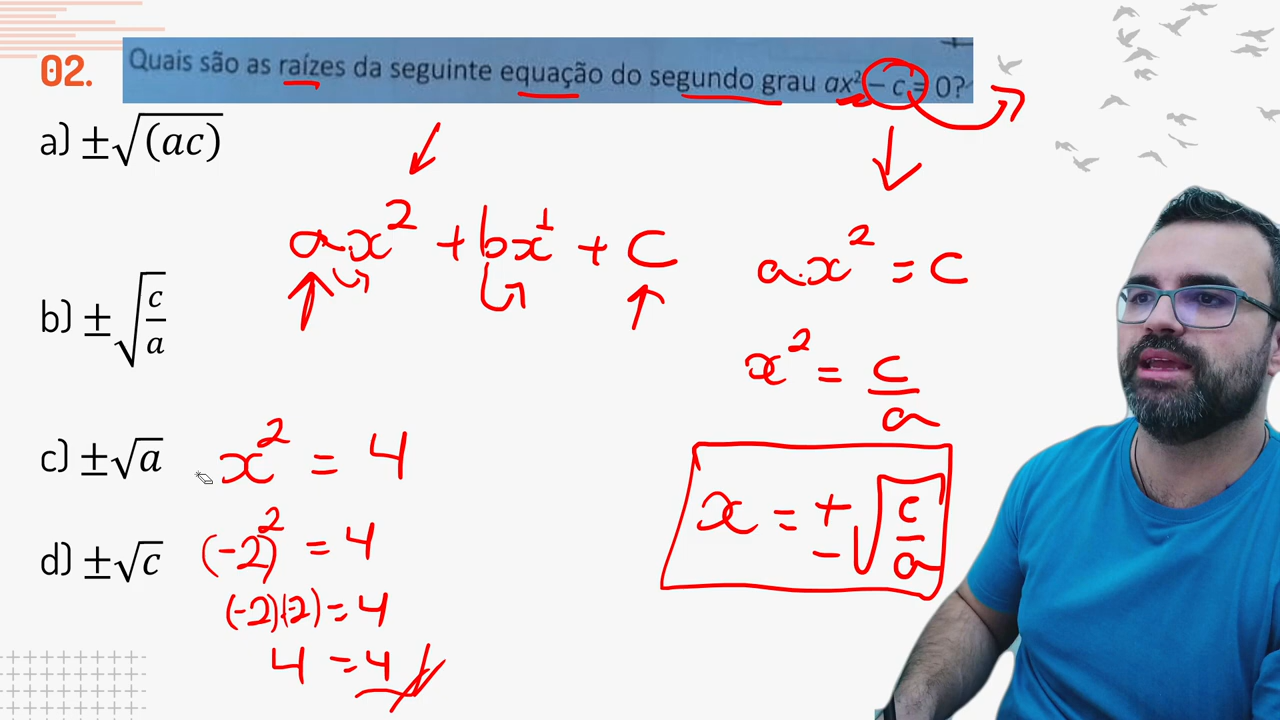 02. Quais são as raízes da seguinte equação do segundo grau ax² – c = 0?
a) ±√(ac)
ax² + bx¹ + c
a.x² = c
b) ±√c/a
x² = c/a
c) ±√a
x² = 4
x = ±√c/a
(-2)² = 4
d) ±√c
(-2)(-2) = 4
4 = 4